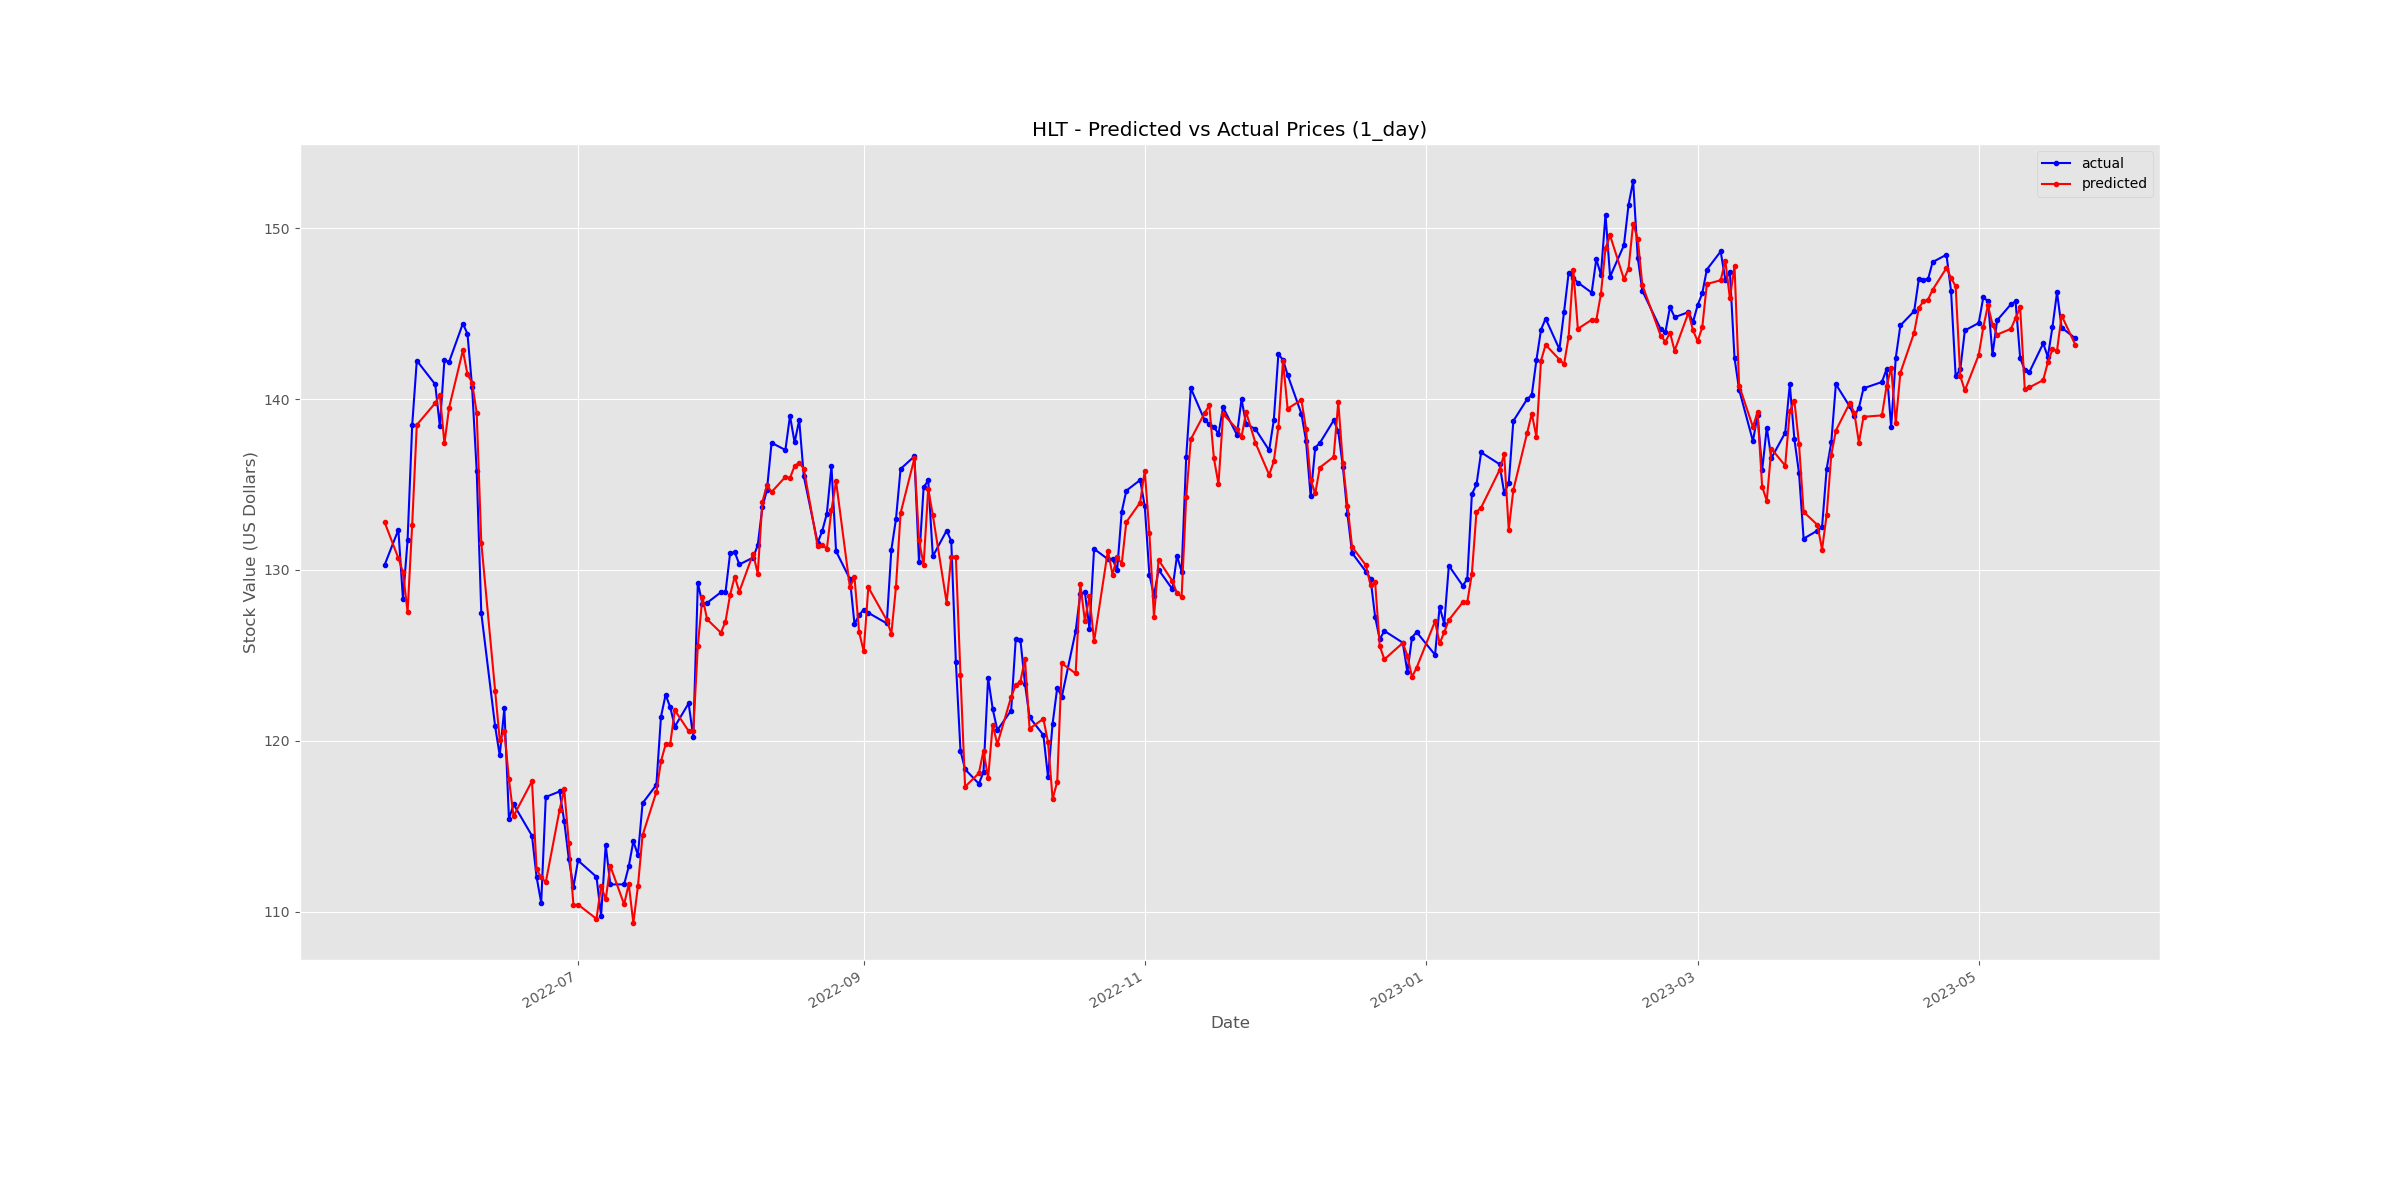 HLT - Predicted vs Actual Prices (1_day)
actual
predicted
Stock Value (US Dollars)
150
140
130
120
110
2022-07
2022-09
2022-11
2023-01
2023-03
2023-05
Date